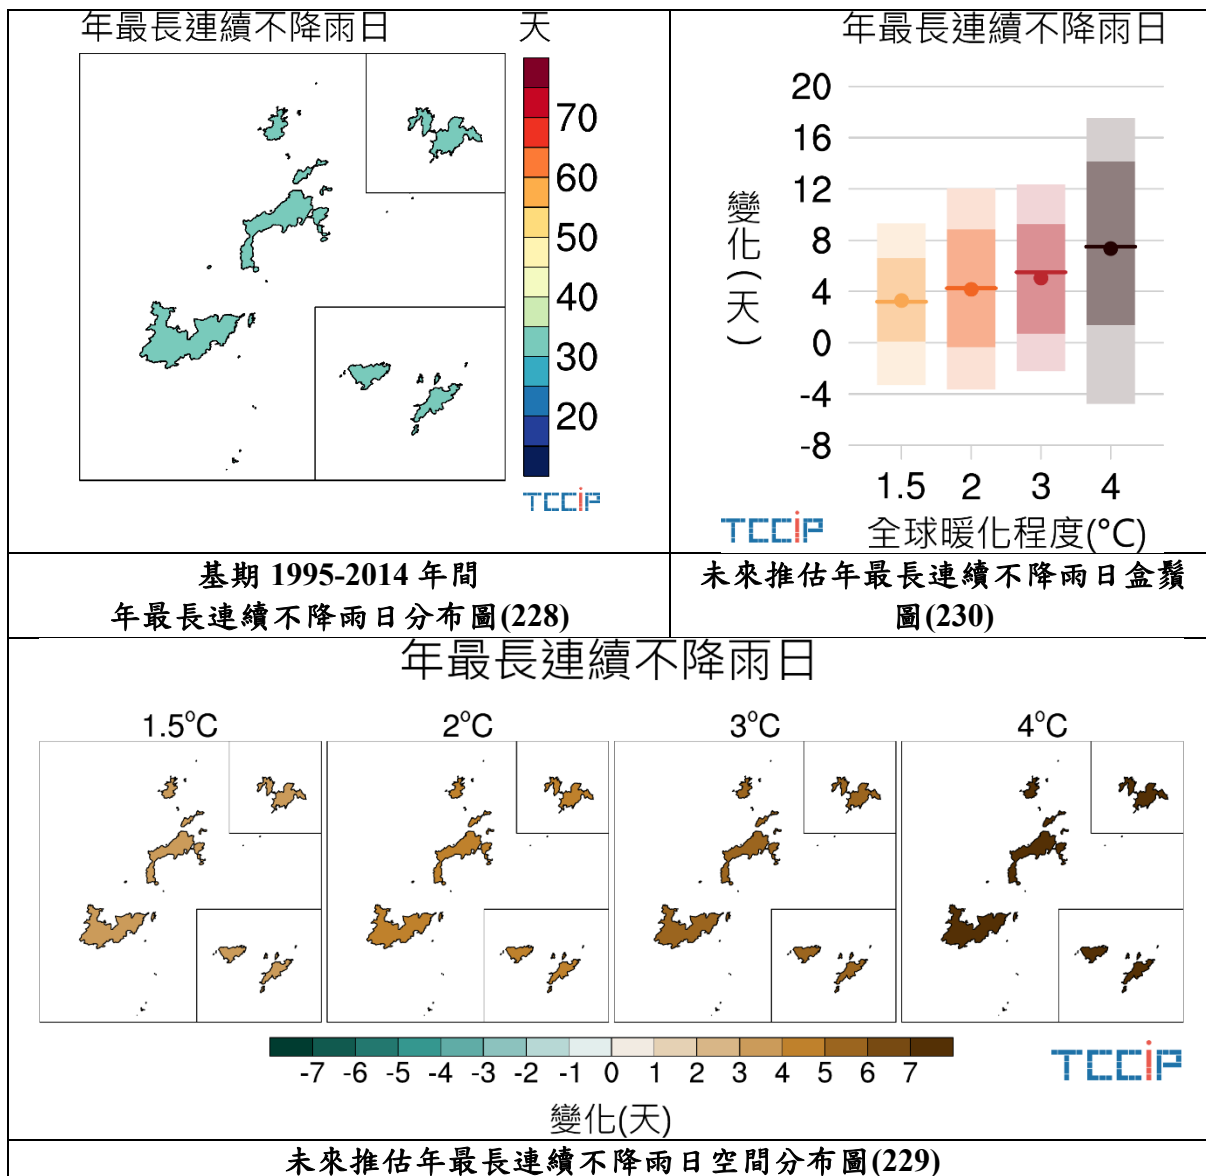 年最長連續不降雨日
天
70
60
50
40
30
20
TCCiP
基期 1995-2014 年間
年最長連續不降雨日分布圖(228)
年最長連續不降雨日
變化(天)
20
16
12
8
4
0
-4
-8
1.5 2 3 4
TCCiP 全球暖化程度(°C)
未來推估年最長連續不降雨日盒鬚
圖(230)
年最長連續不降雨日
1.5°C 2°C 3°C 4°C
-7 -6 -5 -4 -3 -2 -1 0 1 2 3 4 5 6 7
TCCiP
變化(天)
未來推估年最長連續不降雨日空間分布圖(229)